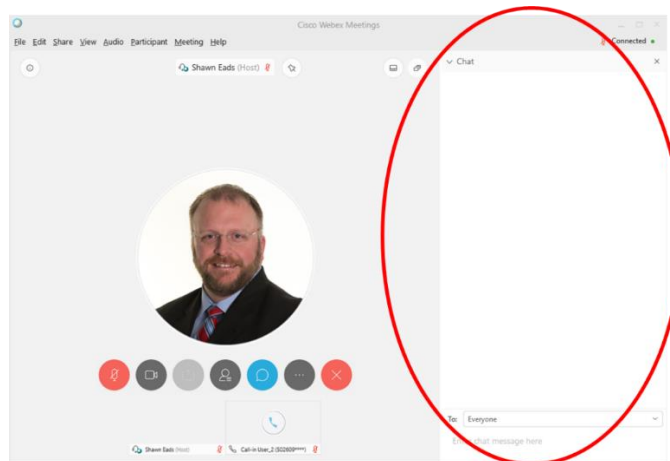 Cisco Webex Meetings
File Edit Share View Audio Participant Meeting Help
Connected
Shawn Eads (Host)
Chat
To: Everyone
Enter chat message here
Shawn Eads (Host)
Call-in User_2 (502609****)